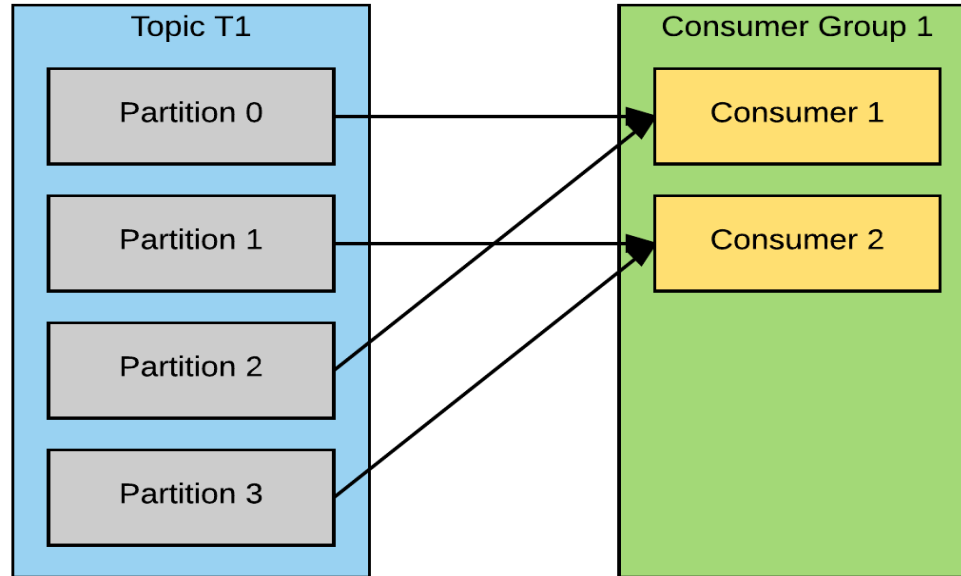 Topic T1
Partition 0
Partition 1
Partition 2
Partition 3
Consumer Group 1
Consumer 1
Consumer 2